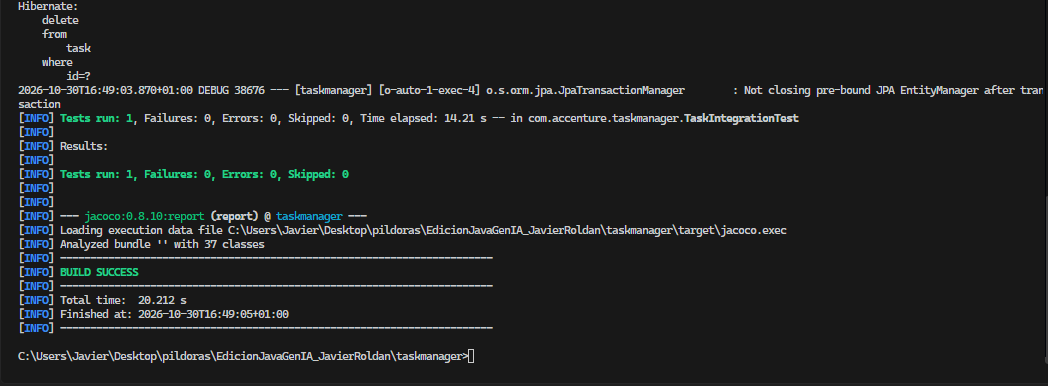 Hibernate:
    delete
    from
        task
    where
        id=?
2026-10-30T16:49:03.870+01:00 DEBUG 38676 --- [taskmanager] [o-auto-1-exec-4] o.s.orm.jpa.JpaTransactionManager        : Not closing pre-bound JPA EntityManager after tran
saction
[INFO] Tests run: 1, Failures: 0, Errors: 0, Skipped: 0, Time elapsed: 14.21 s -- in com.accenture.taskmanager.TaskIntegrationTest
[INFO]
[INFO] Results:
[INFO]
[INFO] Tests run: 1, Failures: 0, Errors: 0, Skipped: 0
[INFO]
[INFO]
[INFO] --- jacoco:0.8.10:report (report) @ taskmanager ---
[INFO] Loading execution data file C:\Users\Javier\Desktop\pildoras\EdicionJavaGenIA_JavierRoldan\taskmanager\target\jacoco.exec
[INFO] Analyzed bundle '' with 37 classes
[INFO] ------------------------------------------------------------------------
[INFO] BUILD SUCCESS
[INFO] ------------------------------------------------------------------------
[INFO] Total time:  20.212 s
[INFO] Finished at: 2026-10-30T16:49:05+01:00
[INFO] ------------------------------------------------------------------------
C:\Users\Javier\Desktop\pildoras\EdicionJavaGenIA_JavierRoldan\taskmanager>